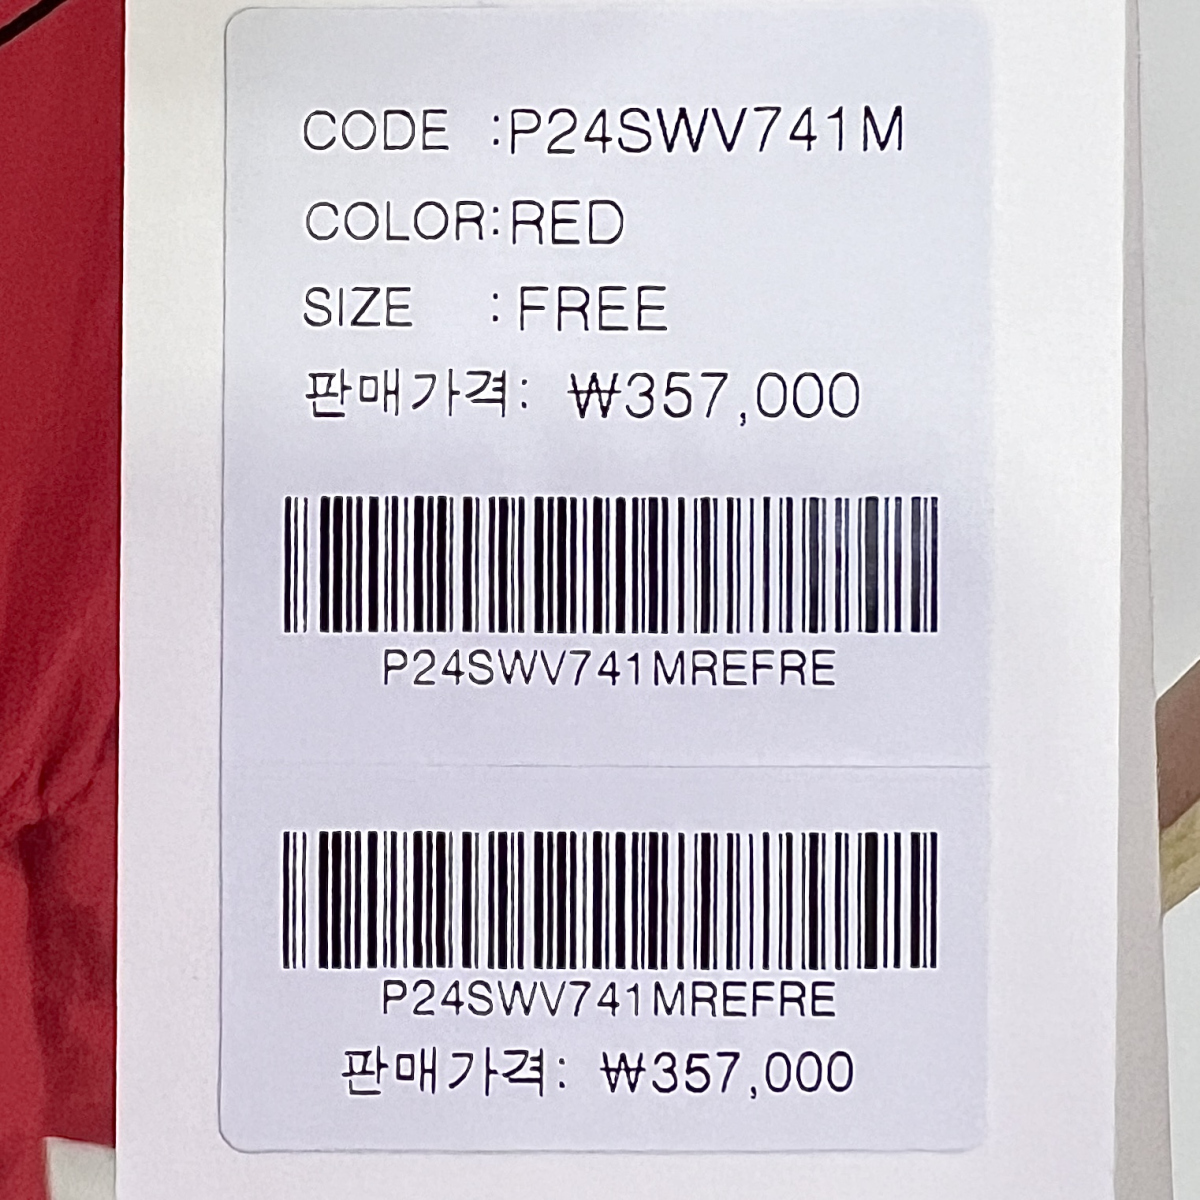 CODE :P24SWV741M
COLOR:RED
SIZE : FREE
판매가격: ₩357,000
P24SWV741MREFRE
P24SWV741MREFRE
판매가격: ₩357,000